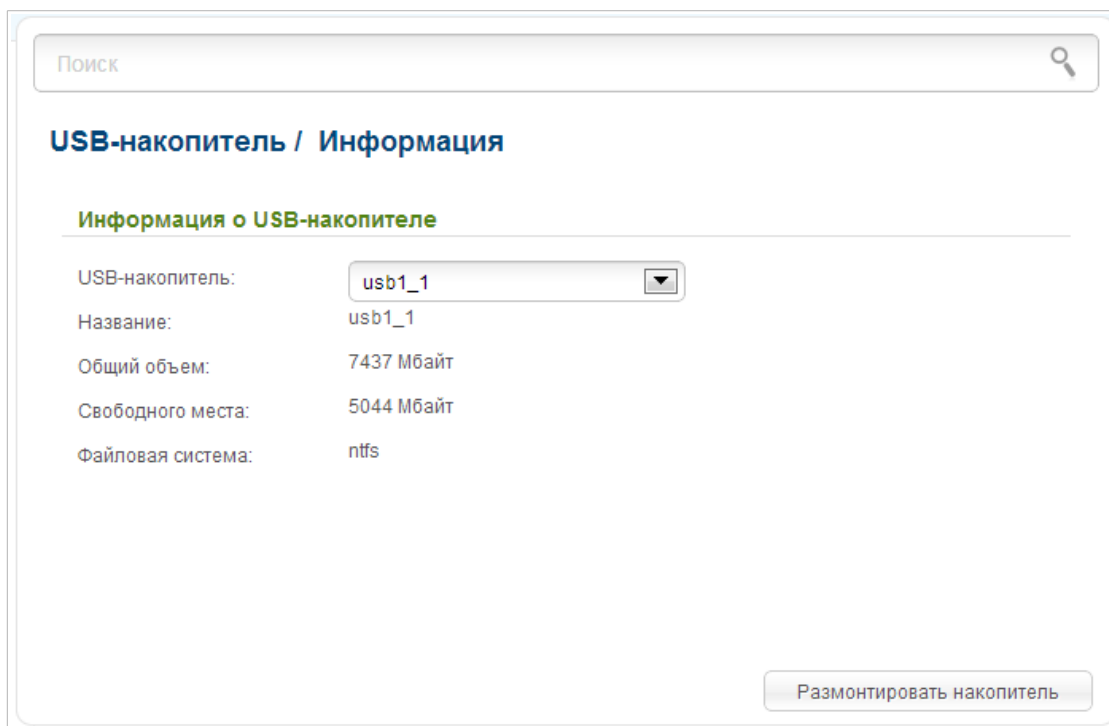 Поиск
USB-накопитель / Информация
Информация о USB-накопителе
USB-накопитель: usb1_1
Название: usb1_1
Общий объем: 7437 Мбайт
Свободного места: 5044 Мбайт
Файловая система: ntfs
Размонтировать накопитель